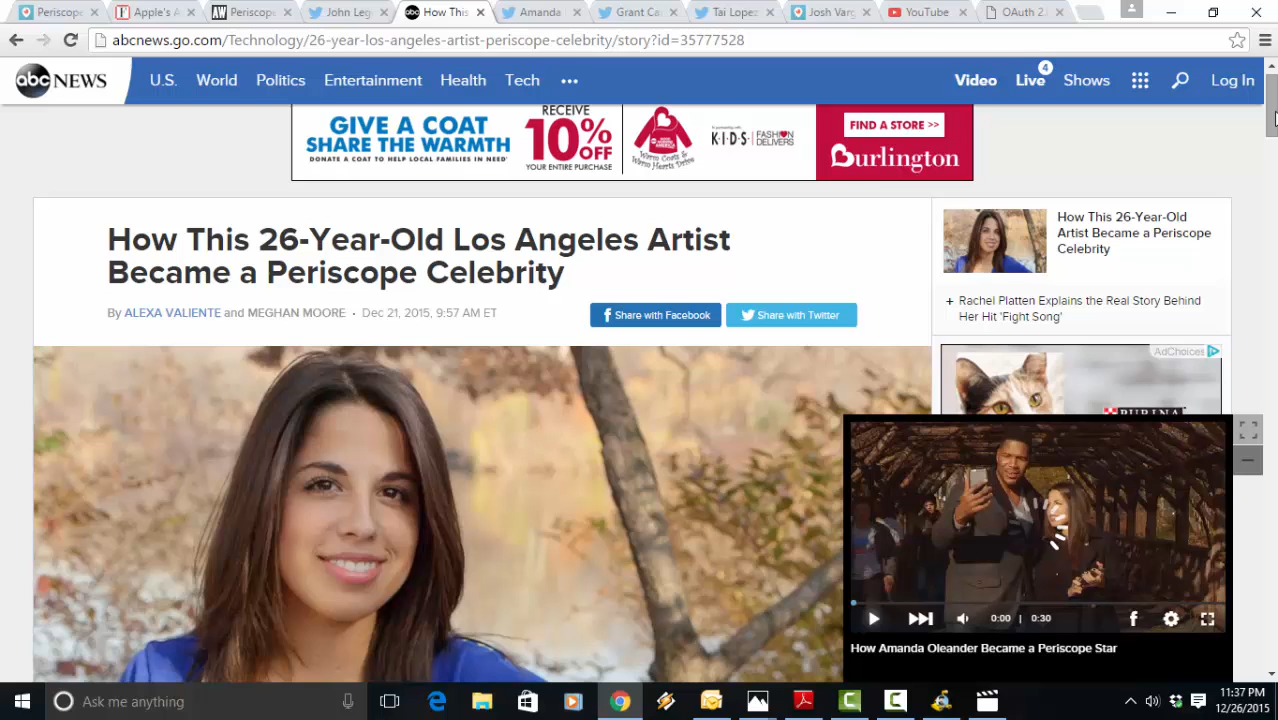 Periscope
Apple's A
Periscope
John Leg
How This
Amanda
Grant Ca
Tai Lopez
Josh Varg
YouTube
OAuth 2.
abcnews.go.com/Technology/26-year-los-angeles-artist-periscope-celebrity/story?id=35777528
abc NEWS
U.S. World Politics Entertainment Health Tech •••
Video Live 4 Shows Log In
GIVE A COAT
SHARE THE WARMTH
DONATE A COAT TO HELP LOCAL FAMILIES IN NEED
RECEIVE
10% OFF
YOUR ENTIRE PURCHASE
Warm Coats &
Warm Hearts Drive
K·I·D·S FASHION
DELIVERS
FIND A STORE >>
Burlington
How This 26-Year-Old Los Angeles Artist
Became a Periscope Celebrity
By ALEXA VALIENTE and MEGHAN MOORE • Dec 21, 2015, 9:57 AM ET
Share with Facebook
Share with Twitter
How This 26-Year-Old
Artist Became a Periscope
Celebrity
+ Rachel Platten Explains the Real Story Behind
Her Hit 'Fight Song'
AdChoices
PURINA
0:00 | 0:30
How Amanda Oleander Became a Periscope Star
Ask me anything
11:37 PM
12/26/2015